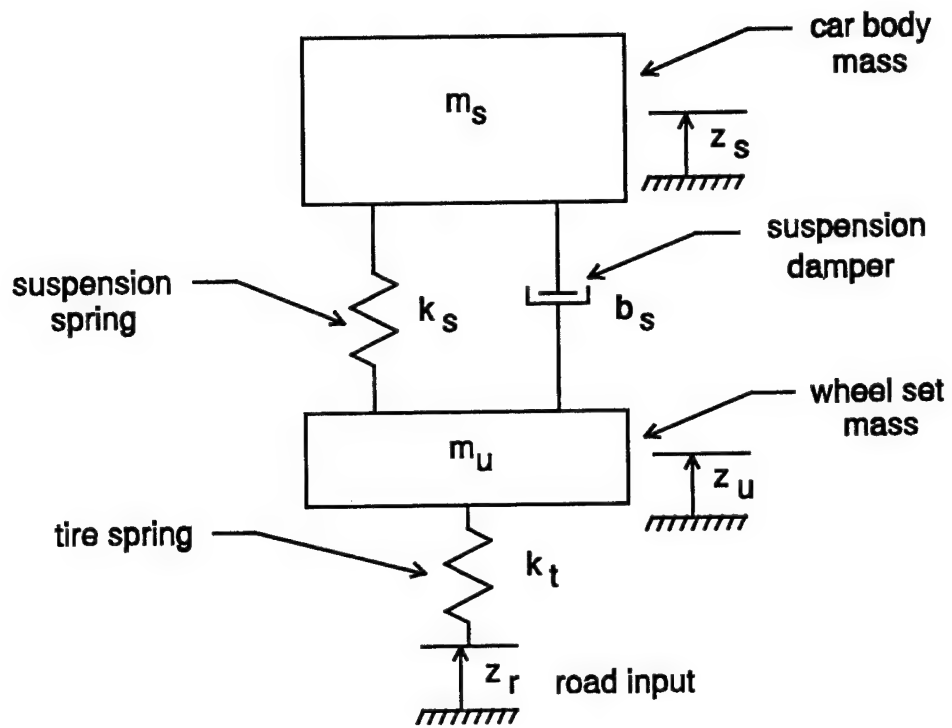 car body
mass
m_s
z_s
suspension
damper
suspension
spring
k_s
b_s
wheel set
mass
m_u
z_u
tire spring
k_t
z_r
road input